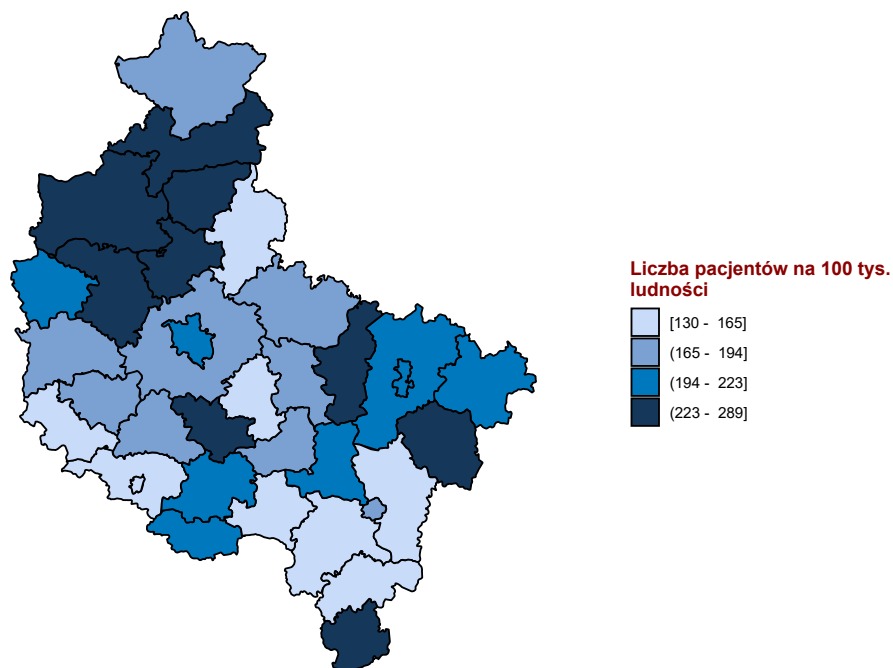 Liczba pacjentów na 100 tys.
ludności
[130 - 165]
(165 - 194]
(194 - 223]
(223 - 289]